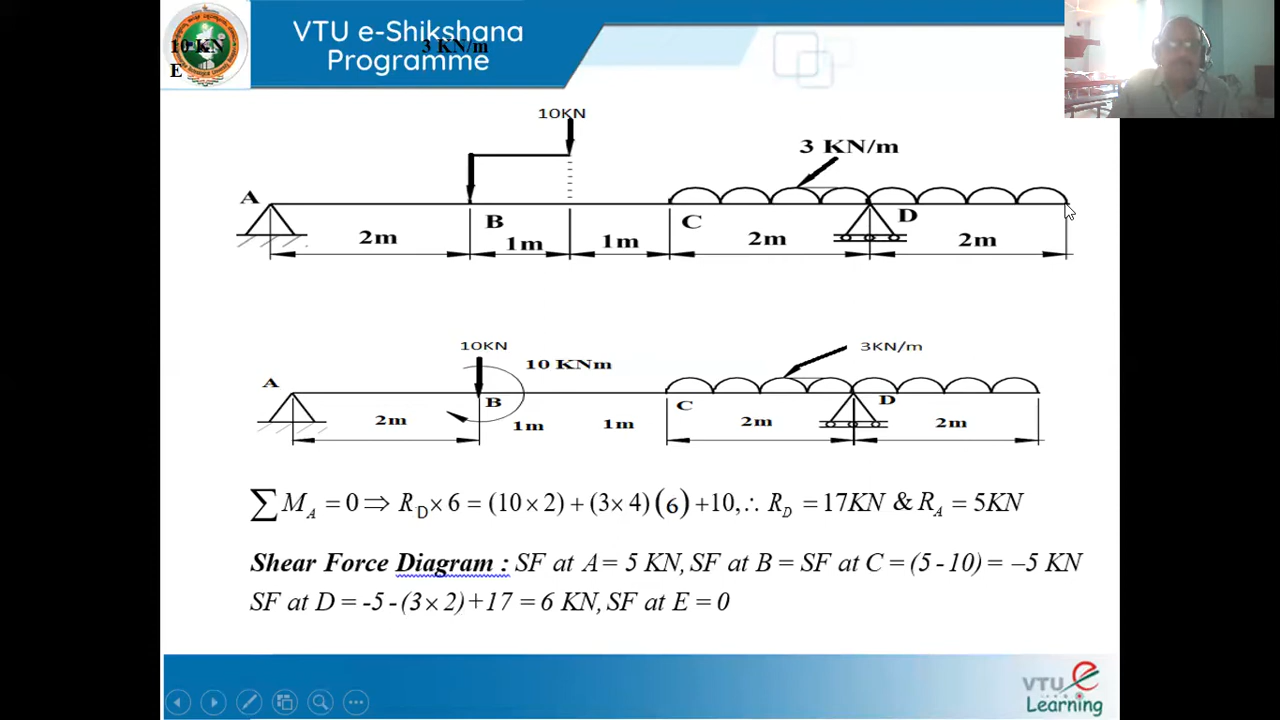 VTU e-Shikshana
Programme
10 KN
E
3 KN/m
10KN
3 KN/m
A
B
C
D
2m
1m
1m
2m
2m
10KN
10 KNm
3KN/m
A
B
C
D
2m
1m
1m
2m
2m
∑ M_A = 0 ⇒ R_D × 6 = (10 × 2) + (3 × 4) (6) + 10, ∴ R_D = 17KN & R_A = 5KN
Shear Force Diagram : SF at A = 5 KN, SF at B = SF at C = (5 - 10) = –5 KN
SF at D = -5 - (3 × 2) + 17 = 6 KN, SF at E = 0
VTU e
Learning